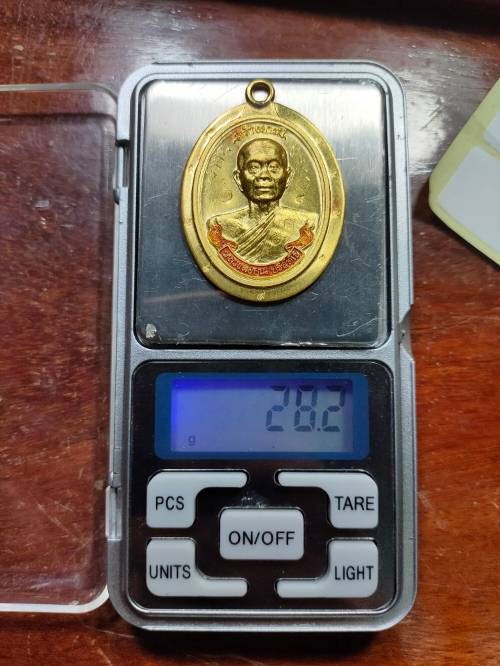 28.2
g
PCS
TARE
ON/OFF
UNITS
LIGHT